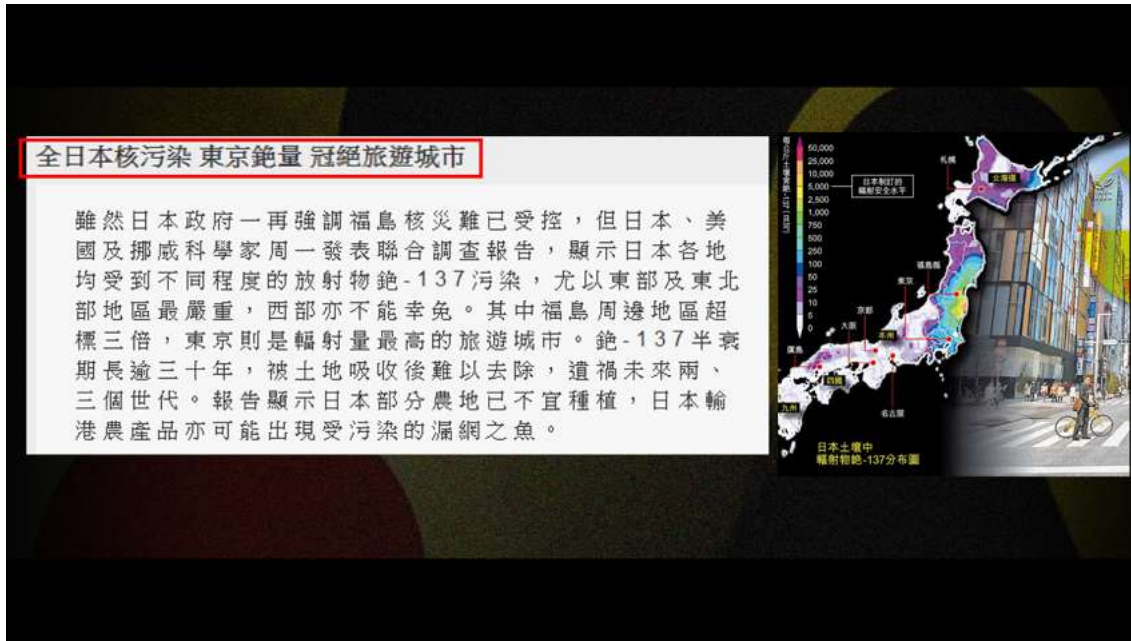 全日本核污染 東京銫量 冠絕旅遊城市
雖然日本政府一再強調福島核災難已受控，但日本、美
國及挪威科學家周一發表聯合調查報告，顯示日本各地
均受到不同程度的放射物銫-137污染，尤以東部及東北
部地區最嚴重，西部亦不能幸免。其中福島周邊地區超
標三倍，東京則是輻射量最高的旅遊城市。銫-137半衰
期長逾三十年，被土地吸收後難以去除，遺禍未來兩、
三個世代。報告顯示日本部分農地已不宜種植，日本輸
港農產品亦可能出現受污染的漏網之魚。
50,000
25,000
10,000
5,000
2,500
1,000
750
500
250
100
50
25
10
5
0
日本制訂的
輻射安全水平
札幌
北海道
福島縣
東京
京都
大阪
本州
廣島
四國
九州
名古屋
日本土壤中
輻射物銫-137分布圖